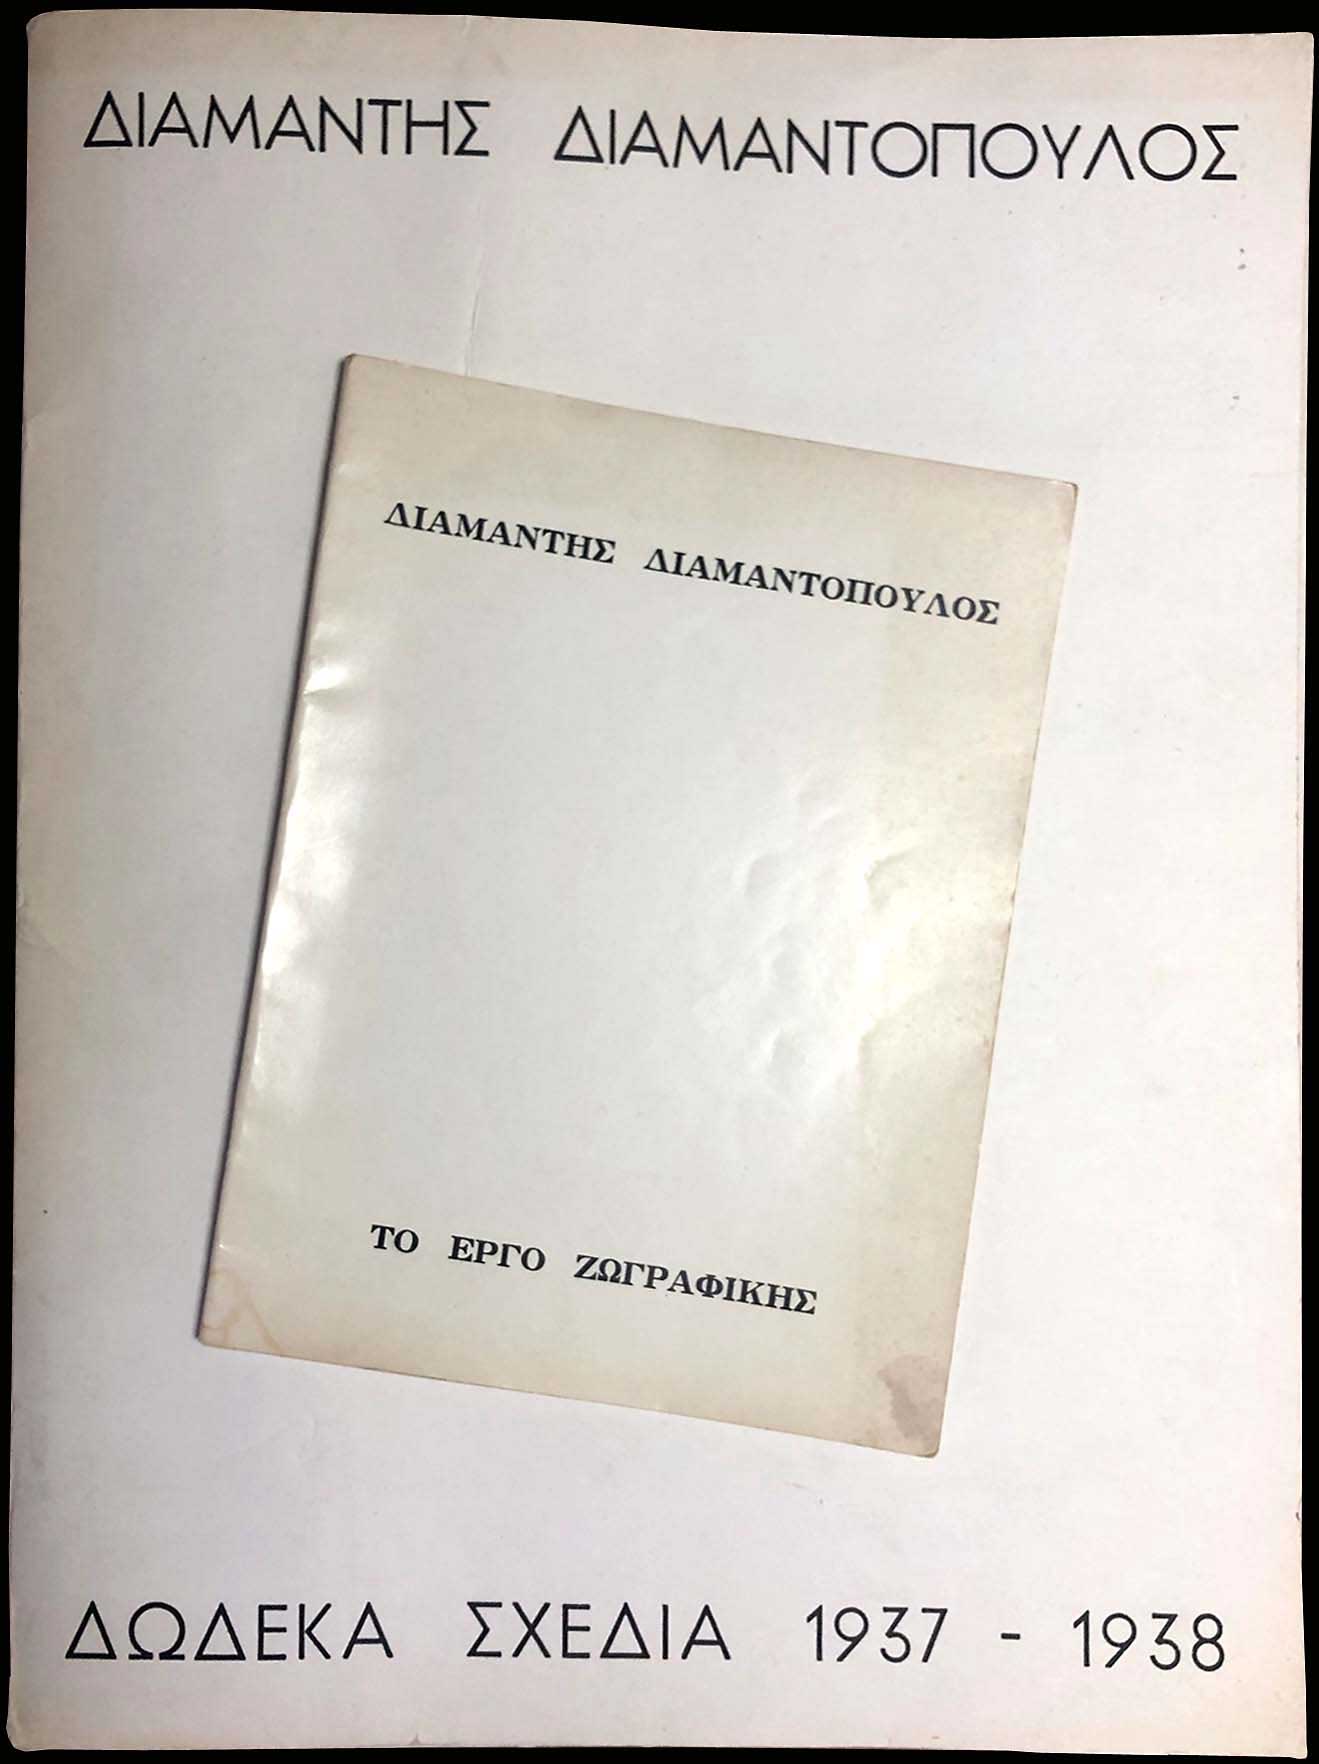 ΔΙΑΜΑΝΤΗΣ ΔΙΑΜΑΝΤΟΠΟΥΛΟΣ
ΔΙΑΜΑΝΤΗΣ ΔΙΑΜΑΝΤΟΠΟΥΛΟΣ
ΤΟ ΕΡΓΟ ΖΩΓΡΑΦΙΚΗΣ
ΔΩΔΕΚΑ ΣΧΕΔΙΑ 1937 - 1938